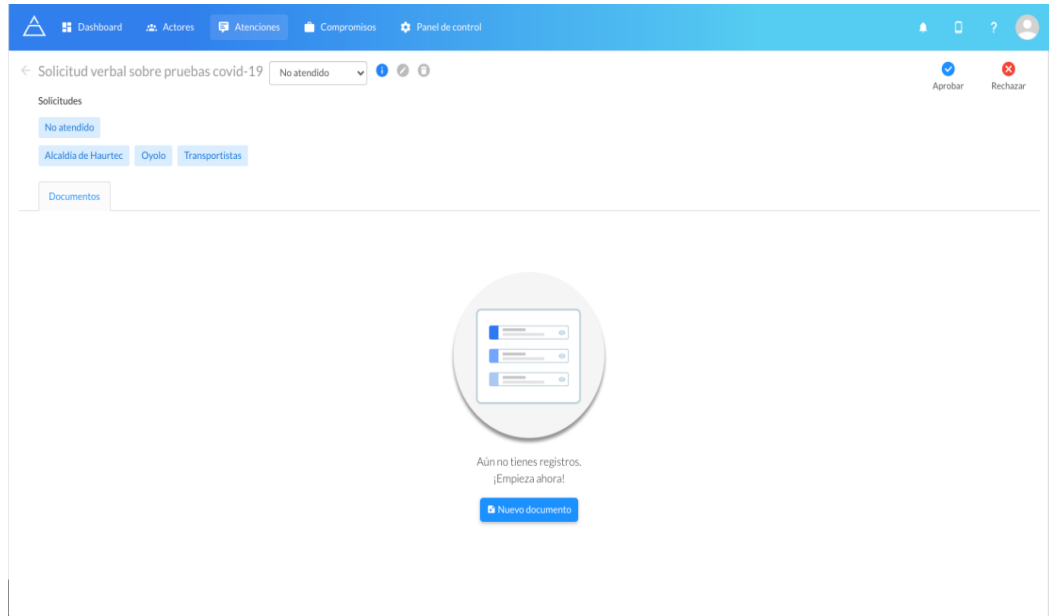 Dashboard Actores Atenciones Compromisos Panel de control ?
Solicitud verbal sobre pruebas covid-19 No atendido i
Aprobar Rechazar
Solicitudes
No atendido
Alcaldía de Haurtec Oyolo Transportistas
Documentos
Aún no tienes registros.
¡Empieza ahora!
Nuevo documento